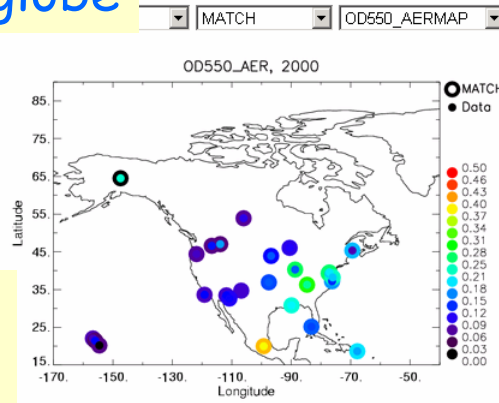 globe
MATCH
OD550_AERMAP
OD550_AER, 2000
MATCH
Data
85.
75.
65.
55.
45.
35.
25.
15.
Latitude
-170. -150. -130. -110. -90. -70. -50.
Longitude
0.50
0.46
0.43
0.40
0.37
0.34
0.31
0.28
0.25
0.21
0.18
0.15
0.12
0.09
0.06
0.03
0.00